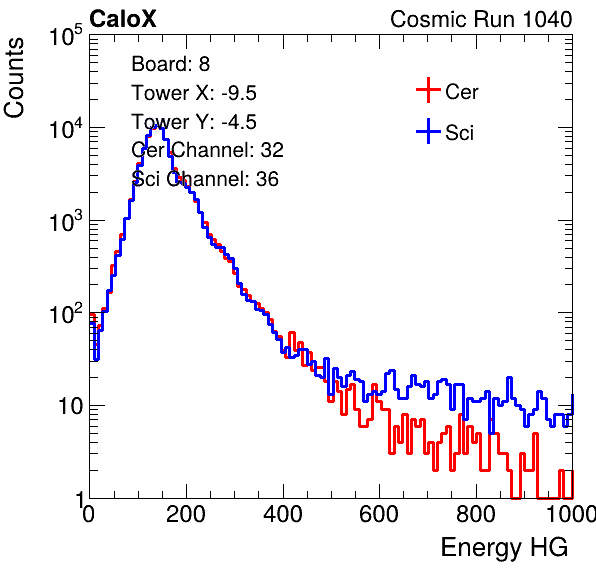 CaloX Cosmic Run 1040
Counts
10^5
10^4
10^3
10^2
10
1
Board: 8
Tower X: -9.5
Tower Y: -4.5
Cer Channel: 32
Sci Channel: 36
Cer
Sci
0 200 400 600 800 1000
Energy HG